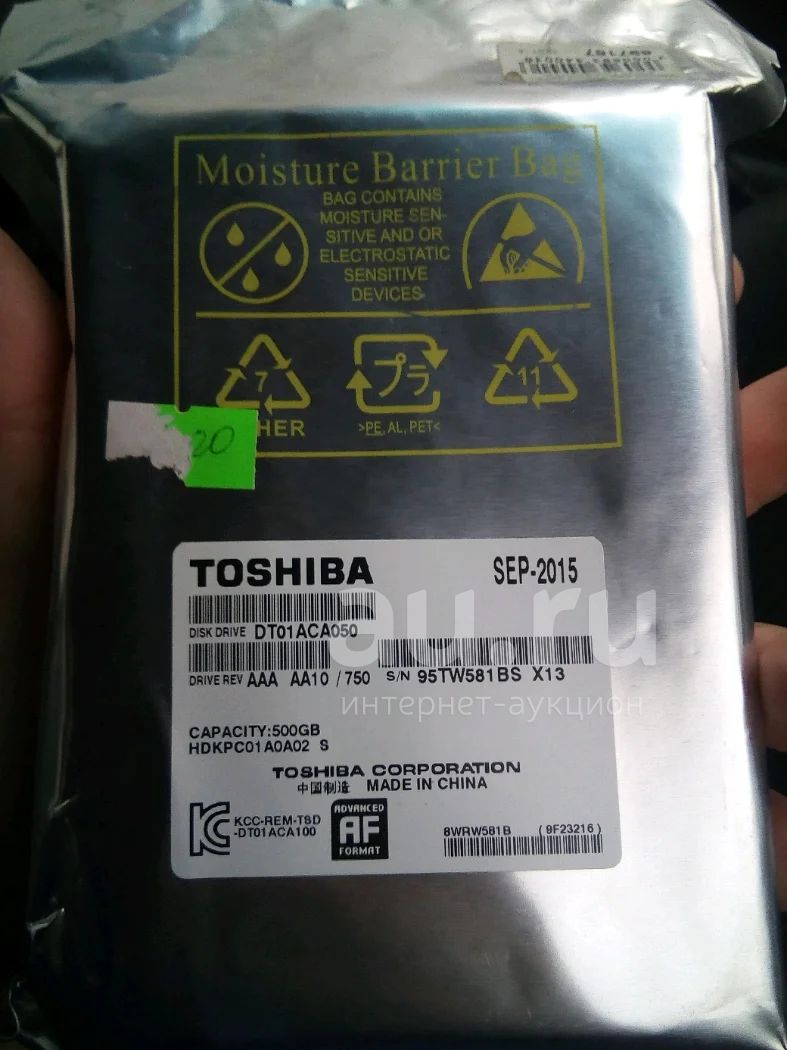 Moisture Barrier Bag
BAG CONTAINS
MOISTURE SEN-
SITIVE AND OR
ELECTROSTATIC
SENSITIVE
DEVICES
7
プラ
11
HER
>PE, AL, PET<
20
TOSHIBA
SEP-2015
DISK DRIVE DT01ACA050
DRIVE REV AAA AA10 / 750
S/N 95TW581BS X13
au.ru
интернет-аукцион
CAPACITY:500GB
HDKPC01A0A02 S
TOSHIBA CORPORATION
中国制造 MADE IN CHINA
KCC-REM-TSD
-DT01ACA100
ADVANCED
AF
FORMAT
8WRW581B (9F23216)